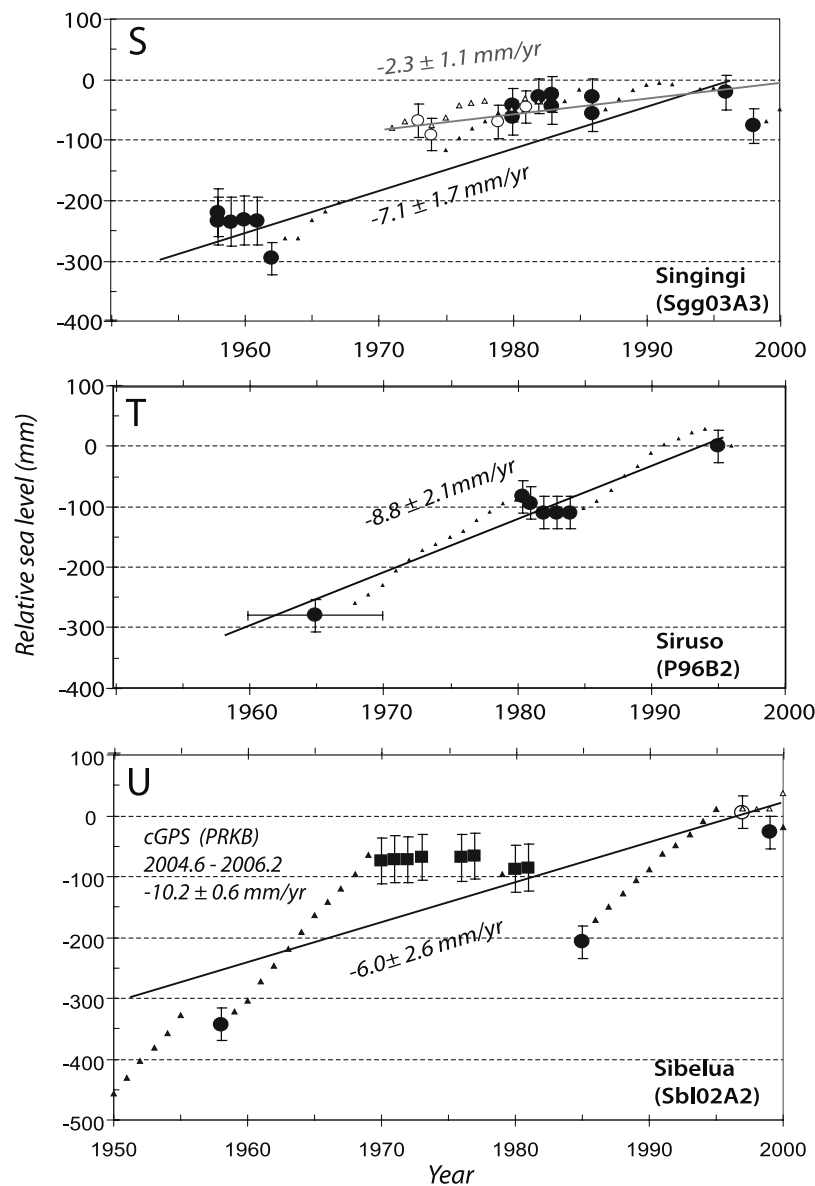 S
100
0
-100
-200
-300
-400
-2.3 ± 1.1 mm/yr
-7.1 ± 1.7 mm/yr
Singingi
(Sgg03A3)
1960 1970 1980 1990 2000
T
100
0
-100
-200
-300
-400
-8.8 ± 2.1mm/yr
Siruso
(P96B2)
1960 1970 1980 1990 2000
Relative sea level (mm)
U
100
0
-100
-200
-300
-400
-500
cGPS (PRKB)
2004.6 - 2006.2
-10.2 ± 0.6 mm/yr
-6.0± 2.6 mm/yr
Sibelua
(Sbl02A2)
1950 1960 1970 1980 1990 2000
Year